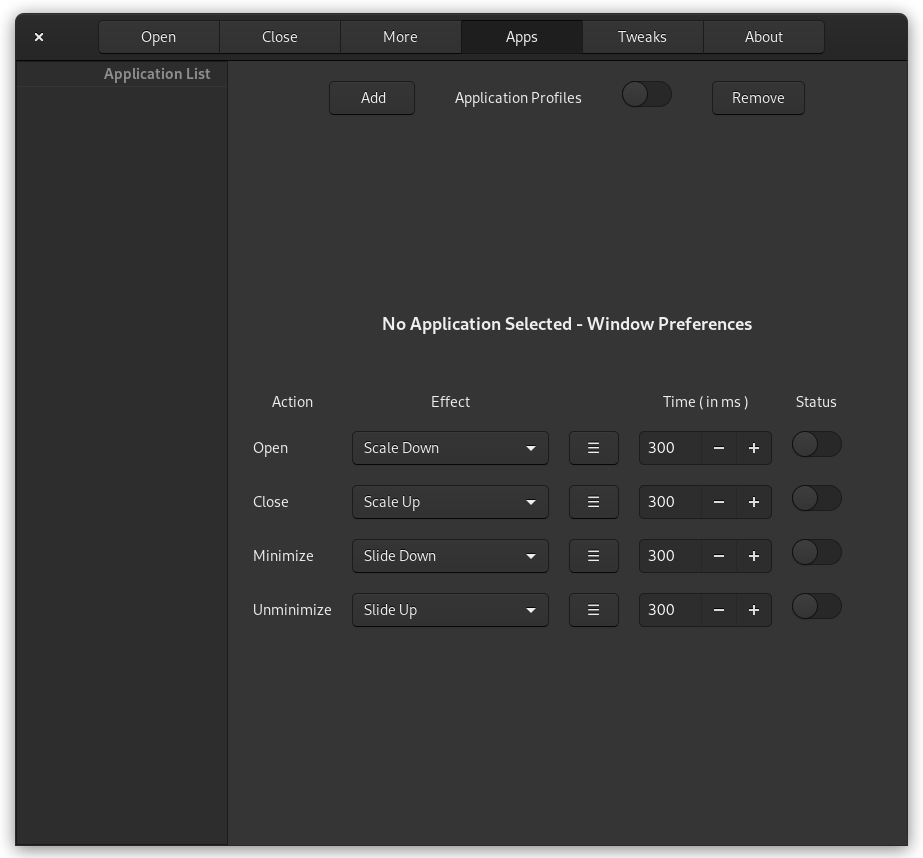 Open Close More Apps Tweaks About
Application List
Add Application Profiles Remove
No Application Selected - Window Preferences
Action Effect Time ( in ms ) Status
Open Scale Down 300
Close Scale Up 300
Minimize Slide Down 300
Unminimize Slide Up 300